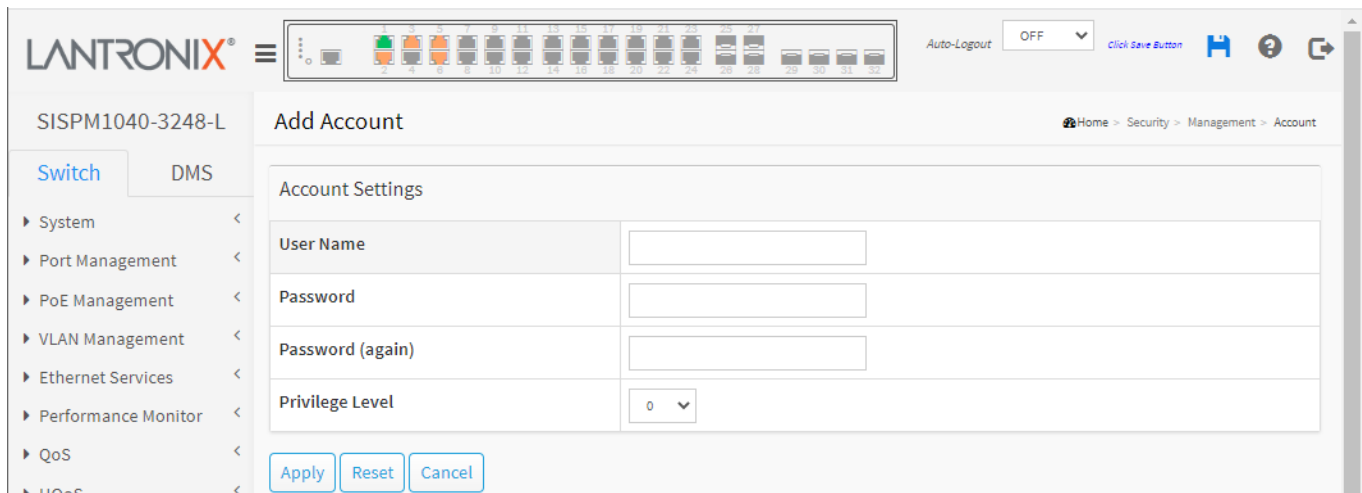 LANTRONIX®
1 3 5 7 9 11 13 15 17 19 21 23 25 27
2 4 6 8 10 12 14 16 18 20 22 24 26 28 29 30 31 32
Auto-Logout OFF Click Save Button
SISPM1040-3248-L
Add Account
Home > Security > Management > Account
Switch DMS
Account Settings
System
User Name
Port Management
PoE Management
Password
VLAN Management
Password (again)
Ethernet Services
Performance Monitor
Privilege Level 0
QoS
Apply Reset Cancel